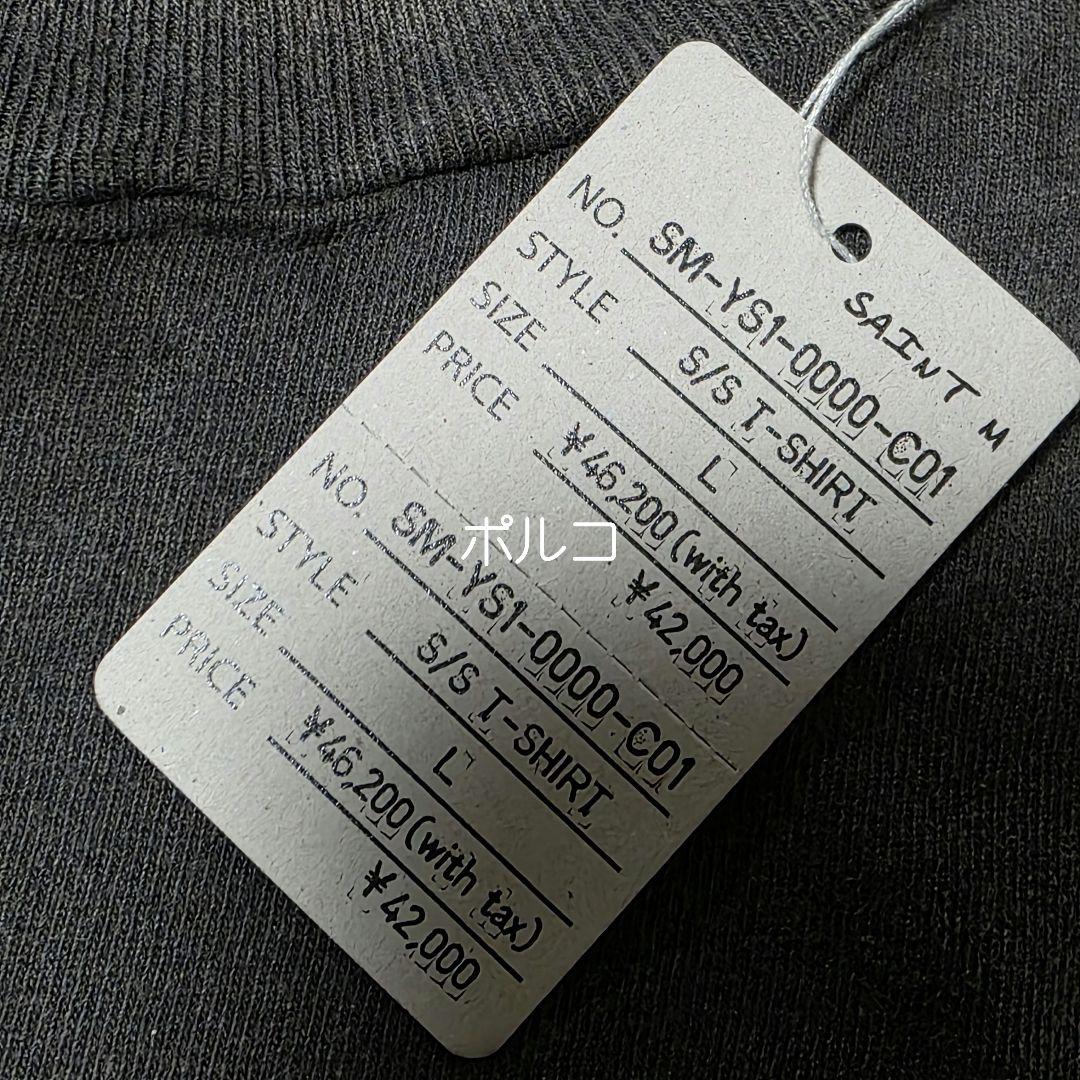 SAINT M
NO. SM-YS1-0000-C01
STYLE S/S T-SHIRT
SIZE L
PRICE ¥46,200(with tax)
¥42,000
NO. SM-YS1-0000-C01
STYLE S/S T-SHIRT
SIZE L
PRICE ¥46,200(with tax)
¥42,000
ポルコ